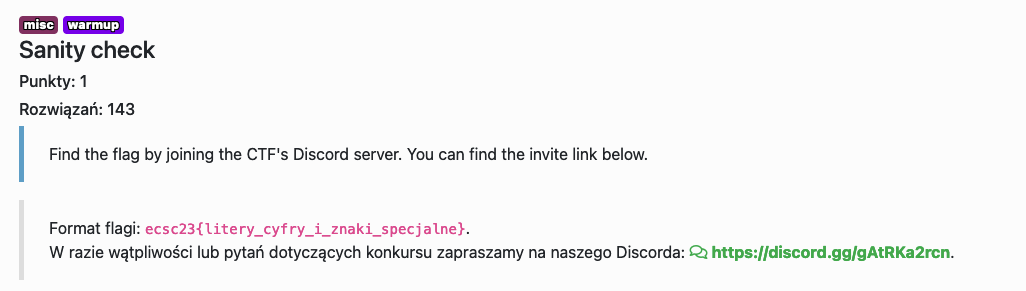 misc warmup
Sanity check
Punkty: 1
Rozwiązań: 143
Find the flag by joining the CTF's Discord server. You can find the invite link below.
Format flagi: ecsc23{litery_cyfry_i_znaki_specjalne}.
W razie wątpliwości lub pytań dotyczących konkursu zapraszamy na naszego Discorda: https://discord.gg/gAtRKa2rcn.